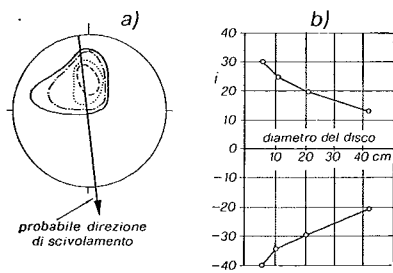 a)
probabile direzione
di scivolamento
b)
40
i
30
20
10
0
diametro del disco
10 20 30 40 cm
-10
-20
-30
-40